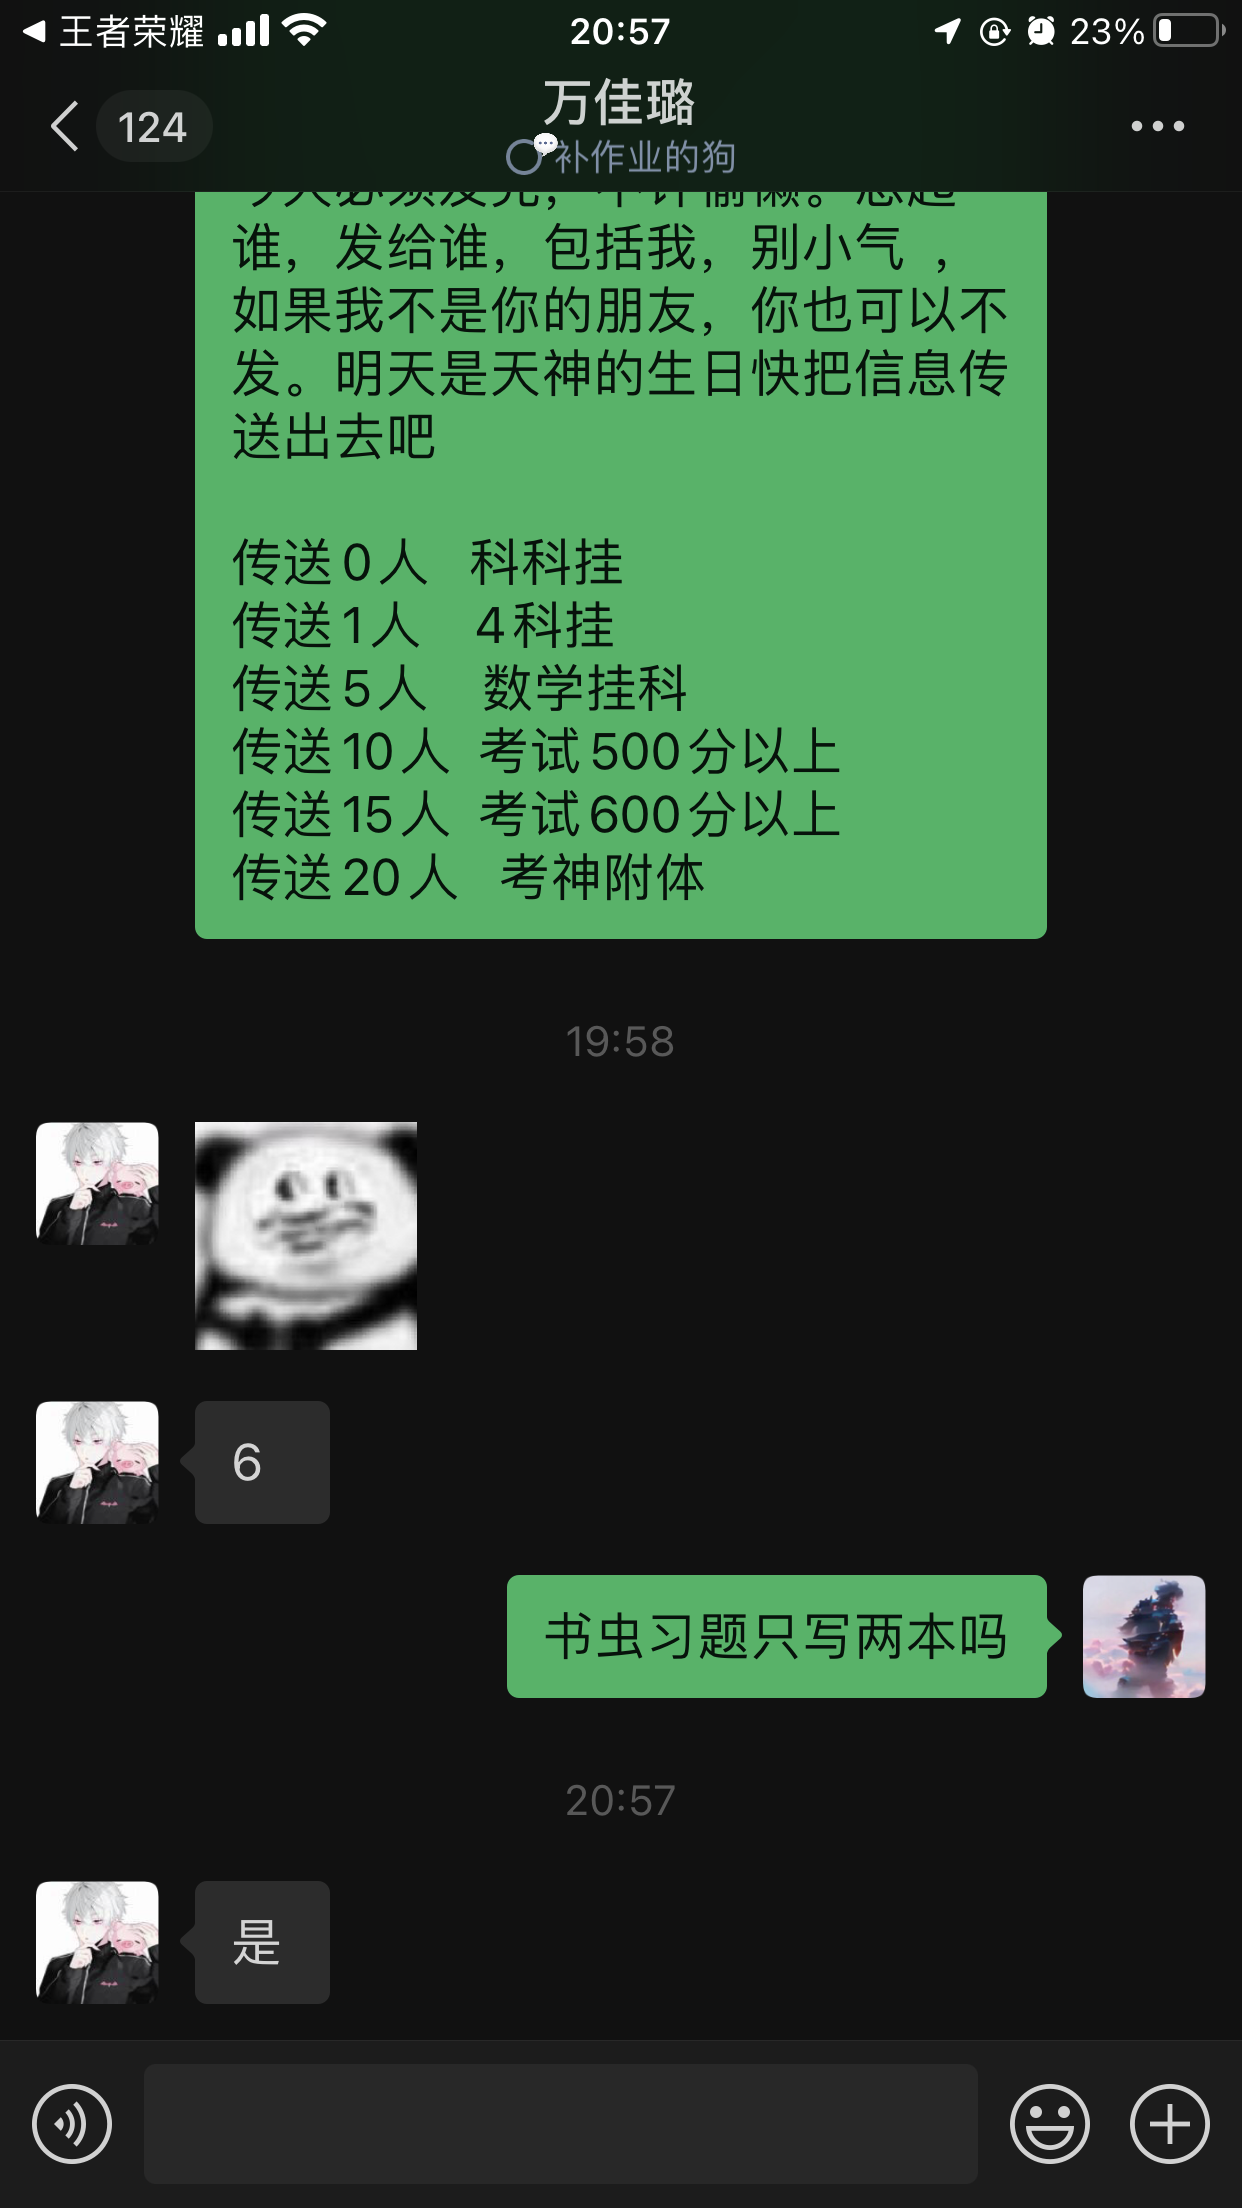 王者荣耀
20:57
23%
124
万佳璐
补作业的狗
谁，发给谁，包括我，别小气 ，
如果我不是你的朋友，你也可以不
发。明天是天神的生日快把信息传
送出去吧
传送0人 科科挂
传送1人 4科挂
传送5人 数学挂科
传送10人 考试500分以上
传送15人 考试600分以上
传送20人 考神附体
19:58
6
书虫习题只写两本吗
20:57
是